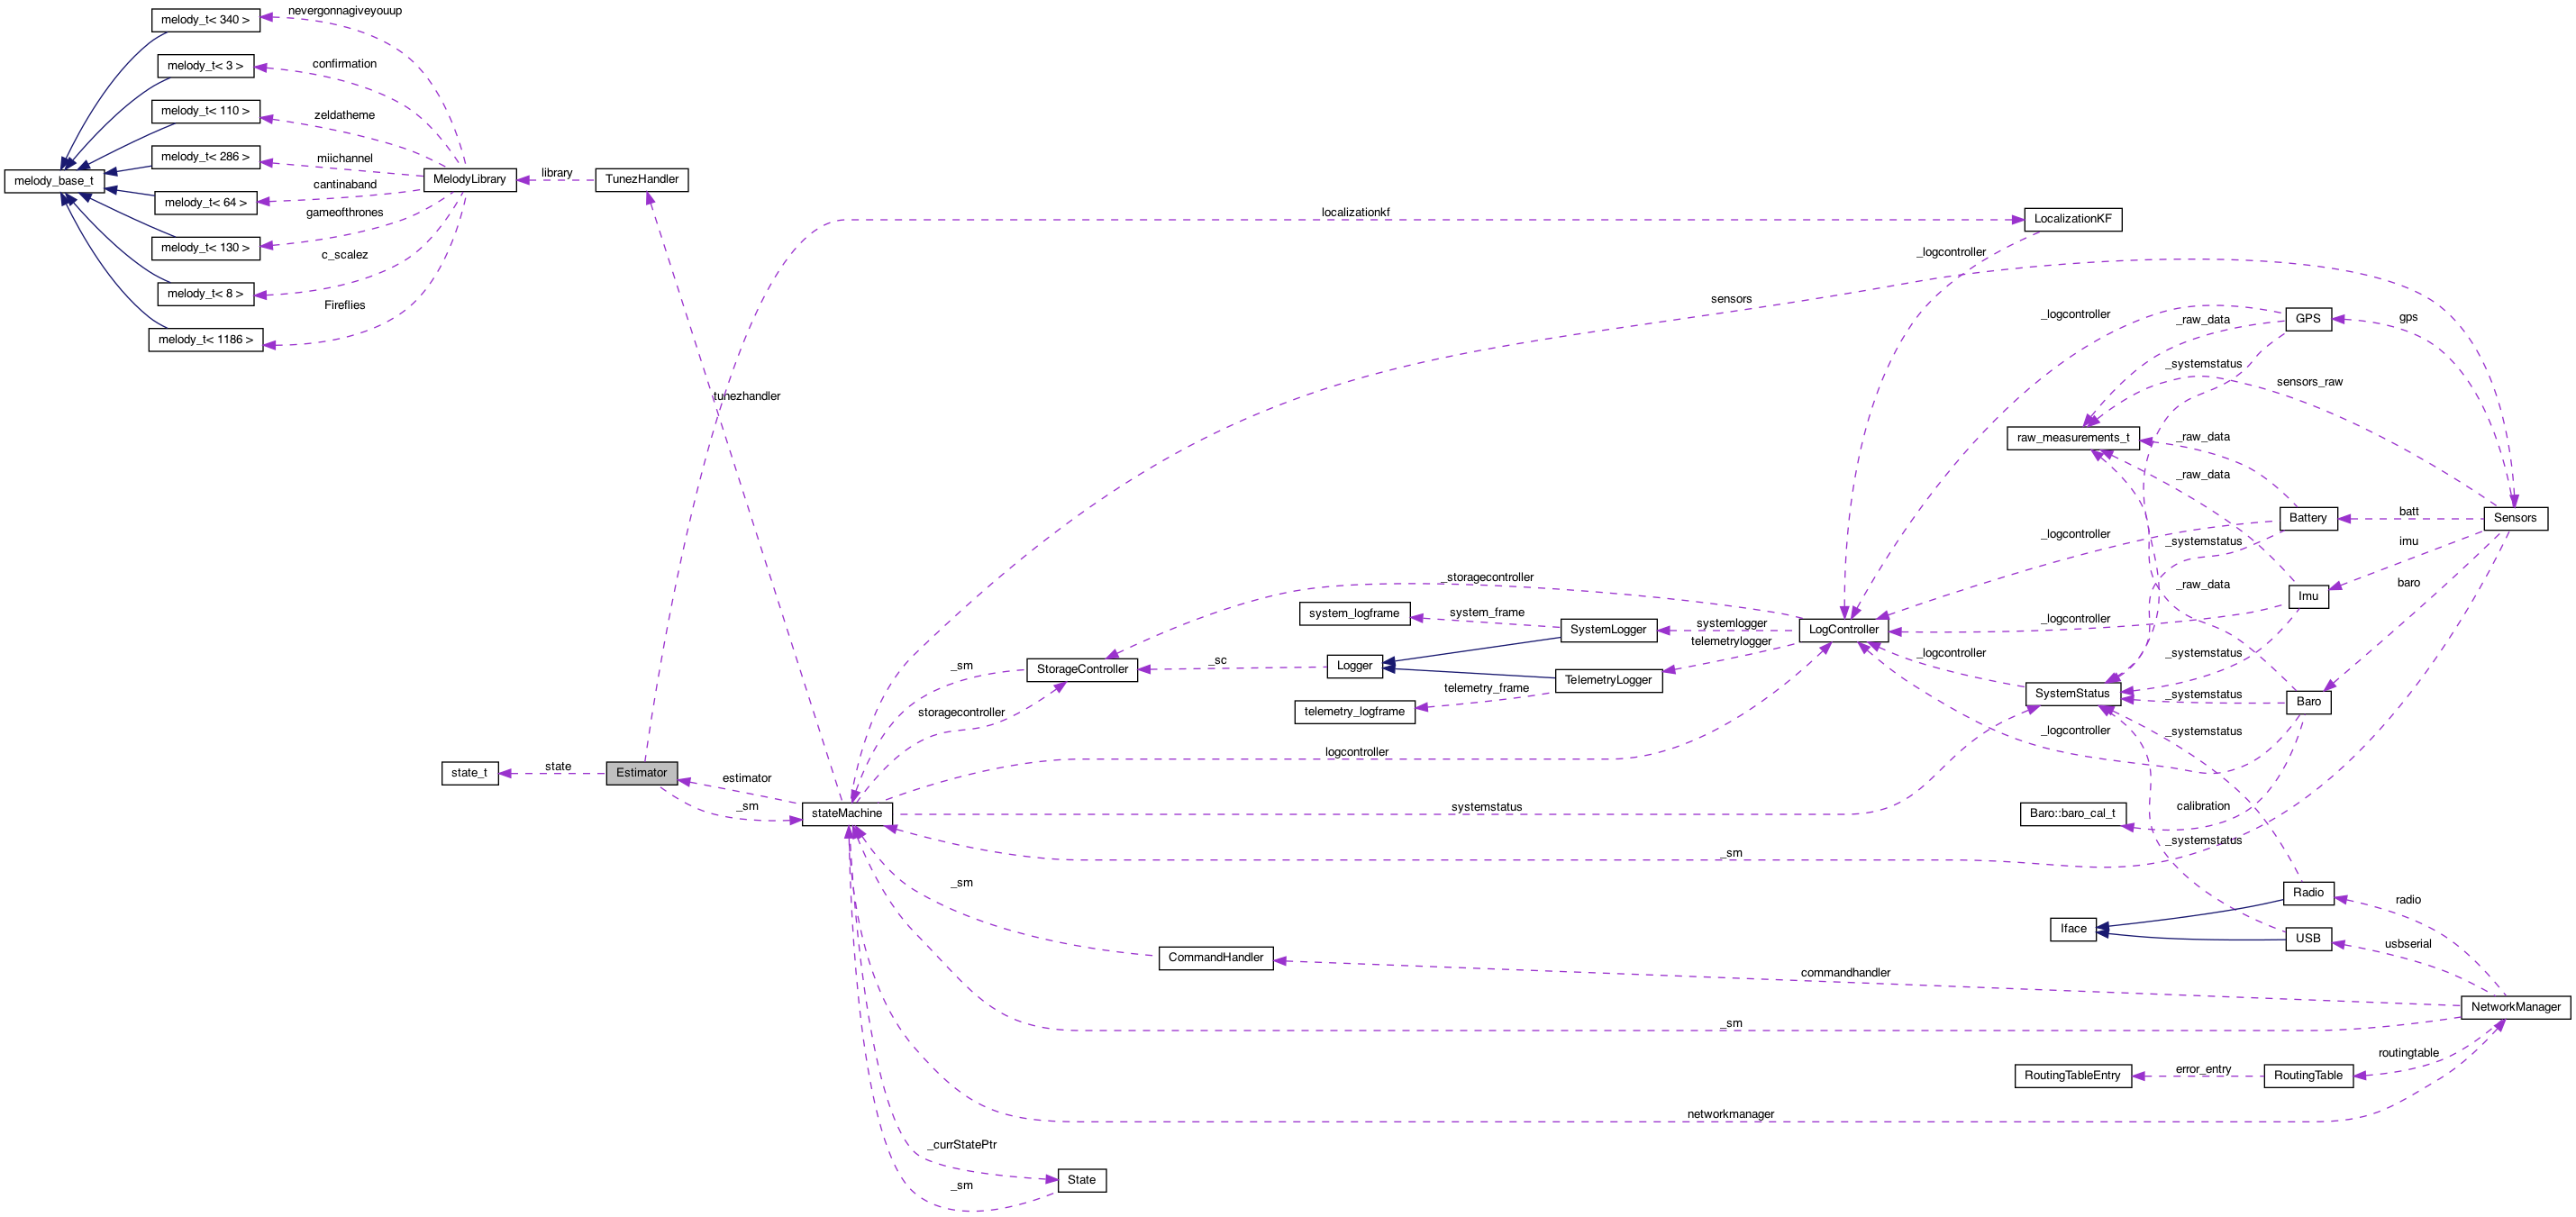 melody_t< 340 >
nevergonnagiveyouup
melody_t< 3 >
confirmation
melody_t< 110 >
zeldatheme
melody_t< 286 >
miichannel
melody_base_t
cantinaband
melody_t< 64 >
gameofthrones
melody_t< 130 >
c_scalez
melody_t< 8 >
Fireflies
melody_t< 1186 >
MelodyLibrary
library
TunezHandler
tunezhandler
localizationkf
LocalizationKF
_logcontroller
sensors
GPS
gps
_logcontroller
_raw_data
_systemstatus
sensors_raw
raw_measurements_t
_raw_data
_raw_data
Battery
batt
Sensors
_logcontroller
_systemstatus
imu
_raw_data
baro
Imu
_logcontroller
_storagecontroller
system_logframe
system_frame
SystemLogger
systemlogger
LogController
telemetrylogger
_sm
StorageController
_sc
Logger
_logcontroller
_systemstatus
TelemetryLogger
telemetry_frame
telemetry_logframe
SystemStatus
_systemstatus
Baro
storagecontroller
_logcontroller
_systemstatus
logcontroller
state_t
state
Estimator
estimator
_sm
stateMachine
systemstatus
Baro::baro_cal_t
calibration
_systemstatus
_sm
_sm
Radio
radio
Iface
USB
usbserial
CommandHandler
commandhandler
NetworkManager
_sm
routingtable
RoutingTableEntry
error_entry
RoutingTable
networkmanager
_currStatePtr
State
_sm